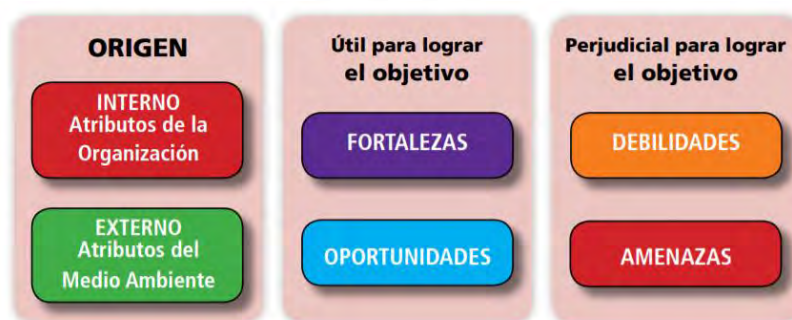 ORIGEN
INTERNO
Atributos de la
Organización
EXTERNO
Atributos del
Medio Ambiente
Útil para lograr
el objetivo
FORTALEZAS
OPORTUNIDADES
Perjudicial para lograr
el objetivo
DEBILIDADES
AMENAZAS